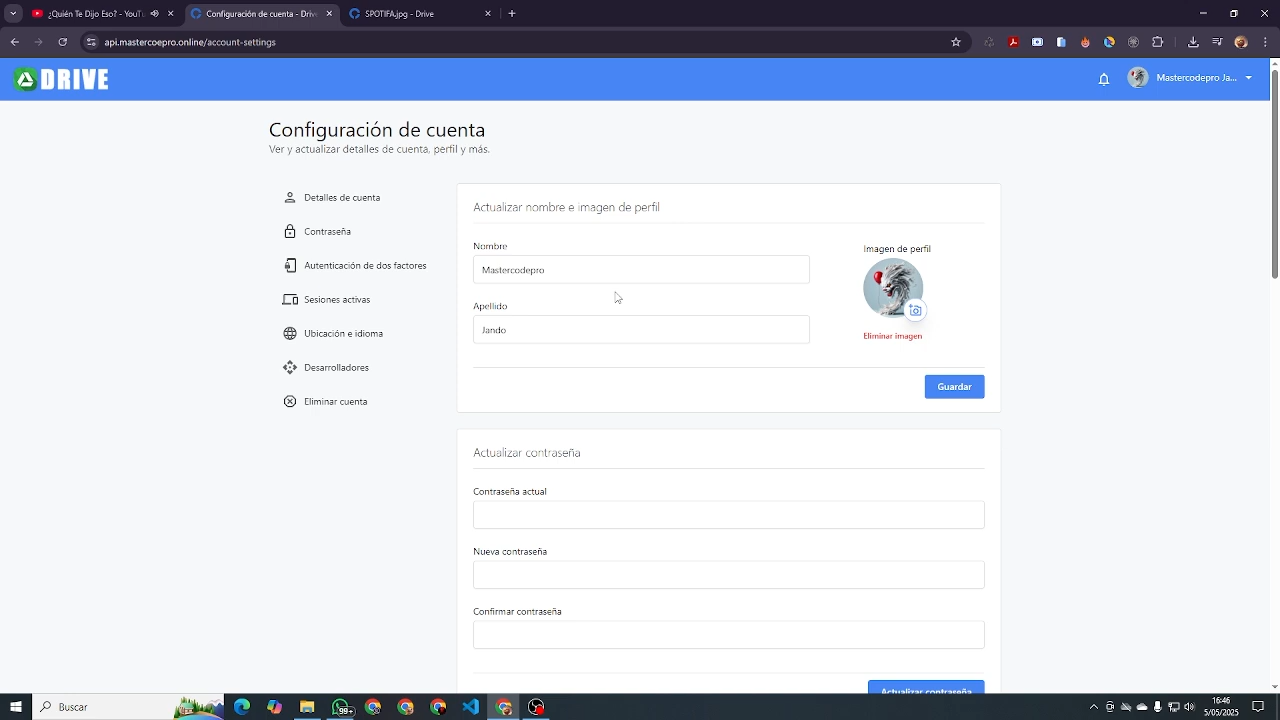 ¿Quién Te Dijo Eso? - YouTu
Configuración de cuenta - Drive
SPOTIFA.jpg - Drive
api.mastercoepro.online/account-settings
DRIVE
Mastercodepro Ja...
Configuración de cuenta
Ver y actualizar detalles de cuenta, perfil y más.
Detalles de cuenta
Contraseña
Autenticación de dos factores
Sesiones activas
Ubicación e idioma
Desarrolladores
Eliminar cuenta
Actualizar nombre e imagen de perfil
Nombre
Mastercodepro
Apellido
Jando
Imagen de perfil
Eliminar imagen
Guardar
Actualizar contraseña
Contraseña actual
Nueva contraseña
Confirmar contraseña
Actualizar contraseña
Buscar
99+
16:46
5/05/2025